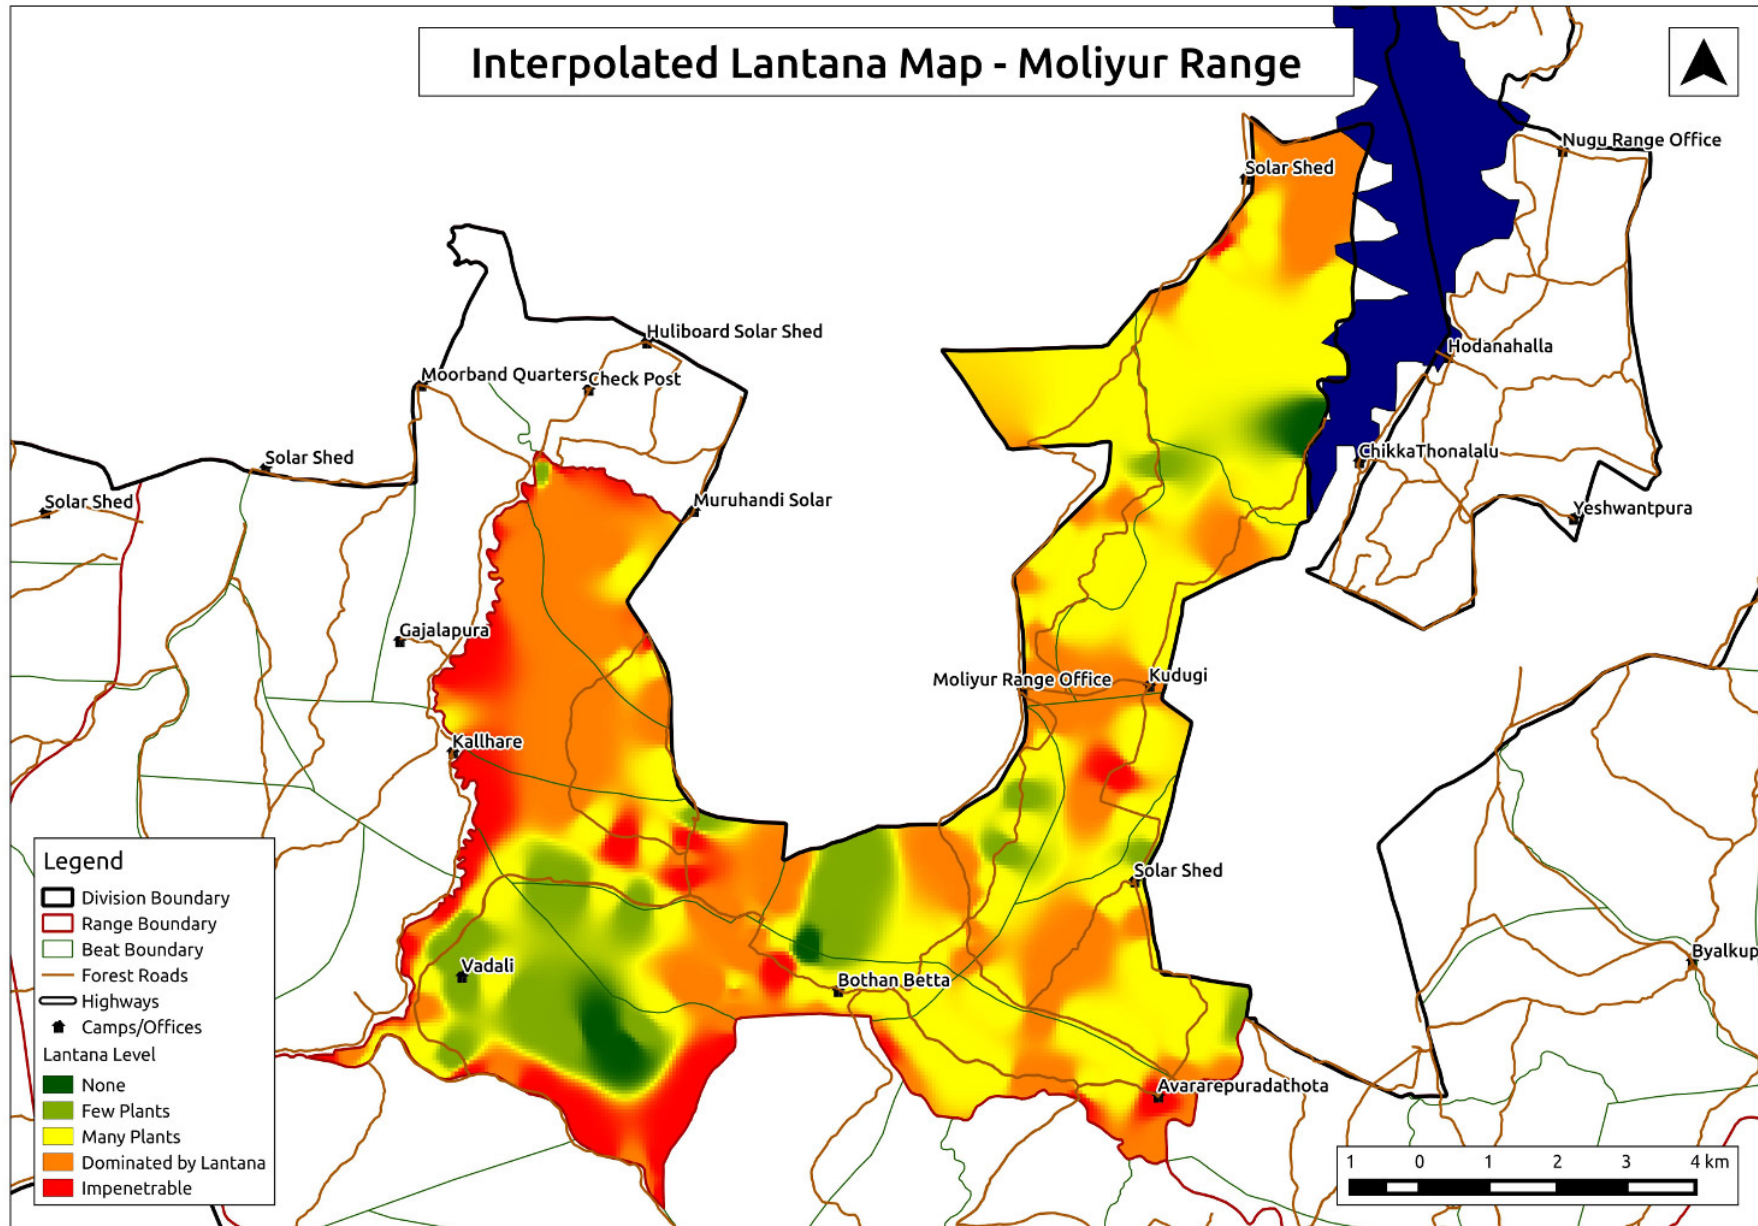 Interpolated Lantana Map - Moliyur Range
Nugu Range Office
Solar Shed
Huliboard Solar Shed
Hodanahalla
Moorband Quarters
Check Post
Solar Shed
ChikkaThonalalu
Solar Shed
Muruhandi Solar
Yeshwantpura
Gajalapura
Moliyur Range Office
Kudugi
Kallhare
Solar Shed
Vadali
Bothan Betta
Byalkup
Avararepuradathota
Legend
Division Boundary
Range Boundary
Beat Boundary
Forest Roads
Highways
Camps/Offices
Lantana Level
None
Few Plants
Many Plants
Dominated by Lantana
Impenetrable
1 0 1 2 3 4 km